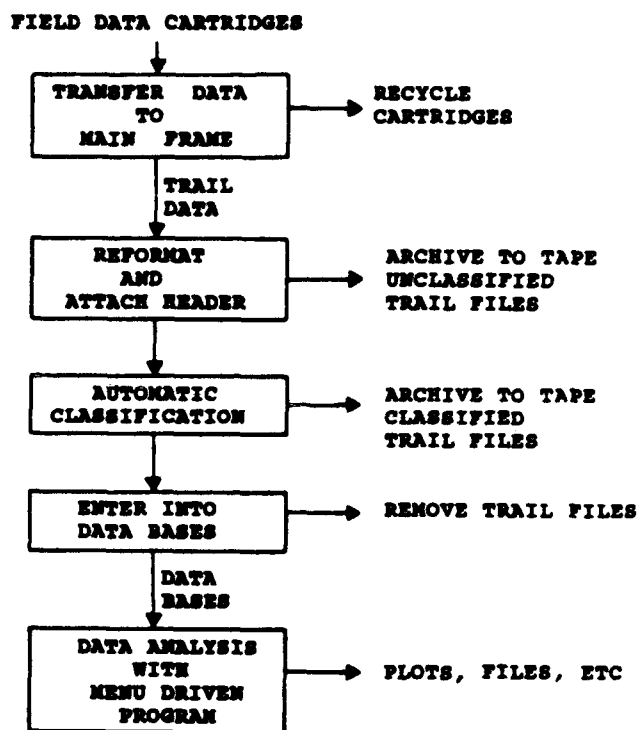 FIELD DATA CARTRIDGES
TRANSFER DATA
TO
MAIN FRAME
RECYCLE
CARTRIDGES
TRAIL
DATA
REFORMAT
AND
ATTACH HEADER
ARCHIVE TO TAPE
UNCLASSIFIED
TRAIL FILES
AUTOMATIC
CLASSIFICATION
ARCHIVE TO TAPE
CLASSIFIED
TRAIL FILES
ENTER INTO
DATA BASES
REMOVE TRAIL FILES
DATA
BASES
DATA ANALYSIS
WITH
MENU DRIVEN
PROGRAM
PLOTS, FILES, ETC